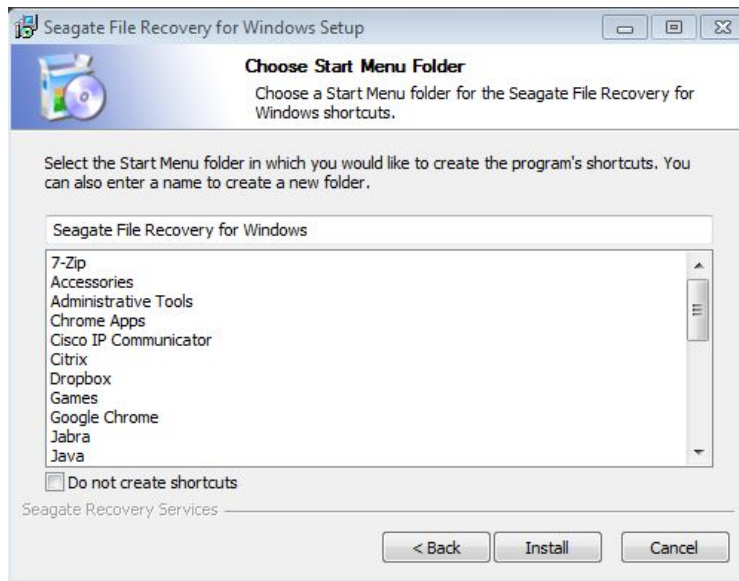 Seagate File Recovery for Windows Setup
Choose Start Menu Folder
Choose a Start Menu folder for the Seagate File Recovery for
Windows shortcuts.
Select the Start Menu folder in which you would like to create the program's shortcuts. You
can also enter a name to create a new folder.
Seagate File Recovery for Windows
7-Zip
Accessories
Administrative Tools
Chrome Apps
Cisco IP Communicator
Citrix
Dropbox
Games
Google Chrome
Jabra
Java
Do not create shortcuts
Seagate Recovery Services
< Back Install Cancel